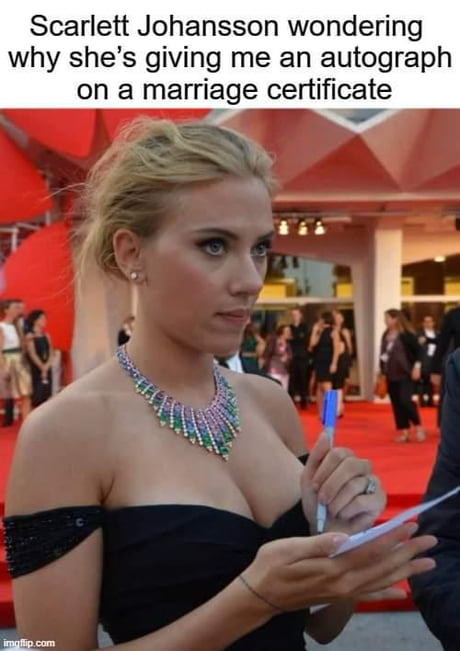 Scarlett Johansson wondering
why she’s giving me an autograph
on a marriage certificate
imgflip.com